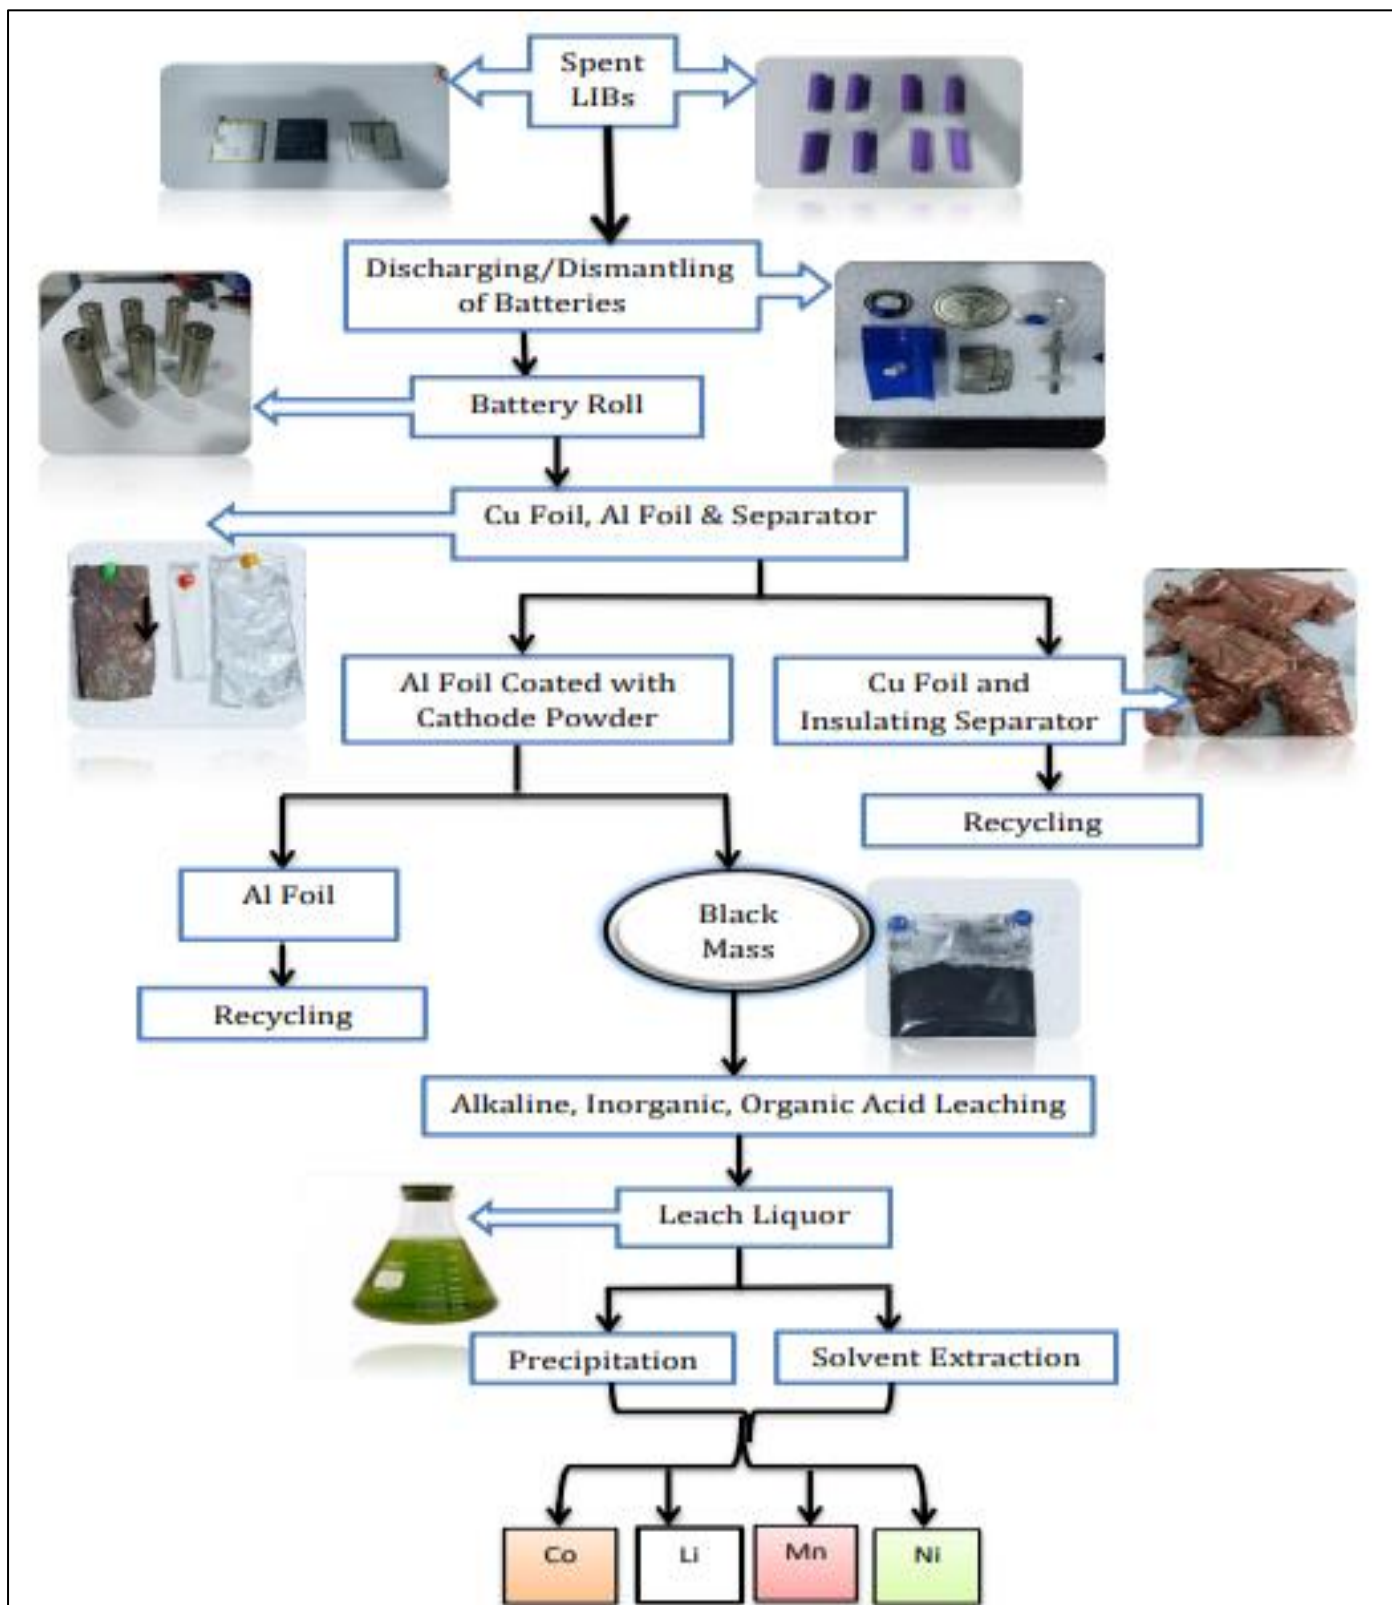 Spent
LIBs
Discharging/Dismantling
of Batteries
Battery Roll
Cu Foil, Al Foil & Separator
Al Foil Coated with
Cathode Powder
Cu Foil and
Insulating Separator
Recycling
Al Foil
Black
Mass
Recycling
Alkaline, Inorganic, Organic Acid Leaching
Leach Liquor
Precipitation
Solvent Extraction
Co
Li
Mn
Ni